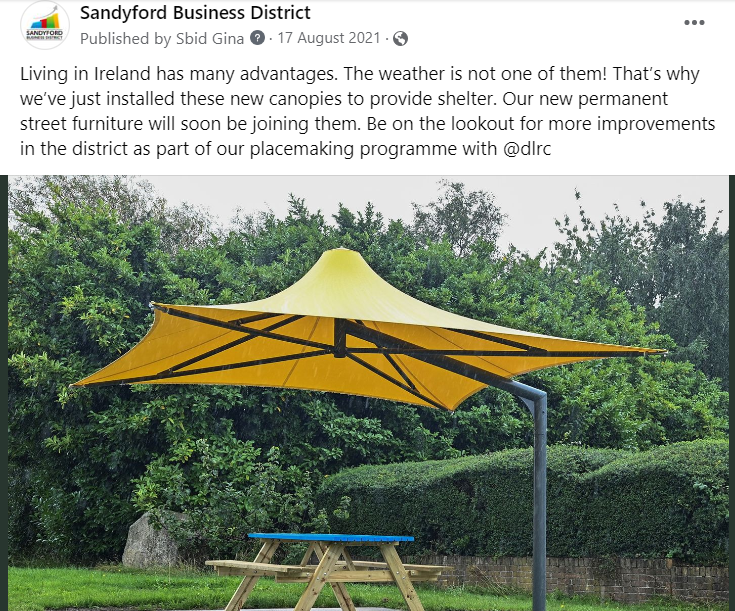 SANDYFORD
BUSINESS DISTRICT
Sandyford Business District
Published by Sbid Gina ? · 17 August 2021 ·
Living in Ireland has many advantages. The weather is not one of them! That's why
we've just installed these new canopies to provide shelter. Our new permanent
street furniture will soon be joining them. Be on the lookout for more improvements
in the district as part of our placemaking programme with @dlrc